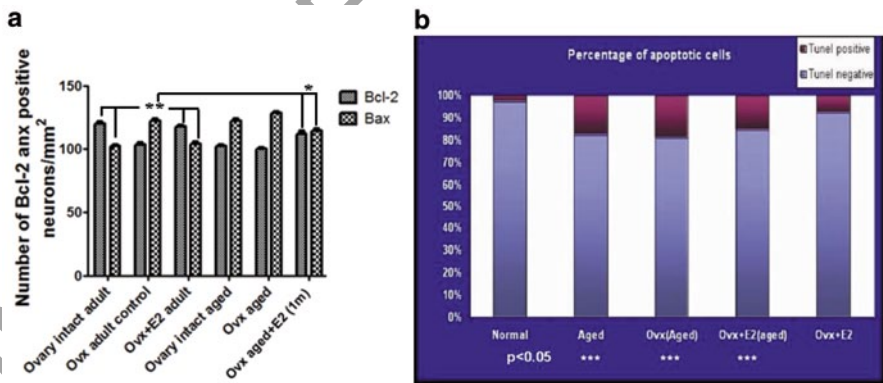 a
Number of Bcl-2 anx positive
neurons/mm²
150
100
50
0
**
*
Bcl-2
Bax
Ovary intact adult
Ovx adult control
Ovx+E2 adult
Ovary intact aged
Ovx aged
Ovx aged+E2 (1m)
b
Percentage of apoptotic cells
Tunel positive
Tunel negative
100%
90%
80%
70%
60%
50%
40%
30%
20%
10%
0%
Normal Aged Ovx(Aged) Ovx+E2(aged) Ovx+E2
p<0.05 *** *** ***